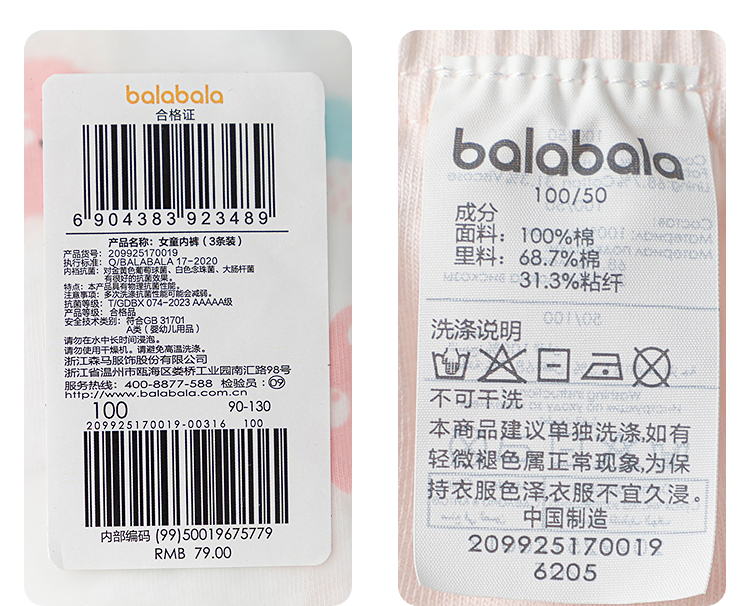 balabala
合格证
6 904383 923489
产品名称：女童内裤（3条装）
产品货号：209925170019
执行标准：Q/BALABALA 17-2020
内裆抗菌：对金黄色葡萄球菌、白色念珠菌、大肠杆菌
有很好的抗菌效果。
特点：本产品具有物理抗菌性能。
注意事项：多次洗涤抗菌性能可能会减弱。
抗菌等级：T/GDBX 074-2023 AAAAA级
产品等级：合格品
安全技术类别：符合GB 31701
A类（婴幼儿用品）
请勿在水中长时间浸泡。
请勿使用干燥机。请避免高温洗涤。
浙江森马服饰股份有限公司
浙江省温州市瓯海区娄桥工业园南汇路98号
服务热线：400-8877-588 检验员：09
http://www.balabala.com.cn
100 90-130
209925170019-00316 100
内部编码 (99)50019675779
RMB 79.00
balabala
100/50
成分
面料：100%棉
里料：68.7%棉
31.3%粘纤
洗涤说明
不可干洗
本商品建议单独洗涤,如有
轻微褪色属正常现象,为保
持衣服色泽,衣服不宜久浸。
中国制造
209925170019
6205